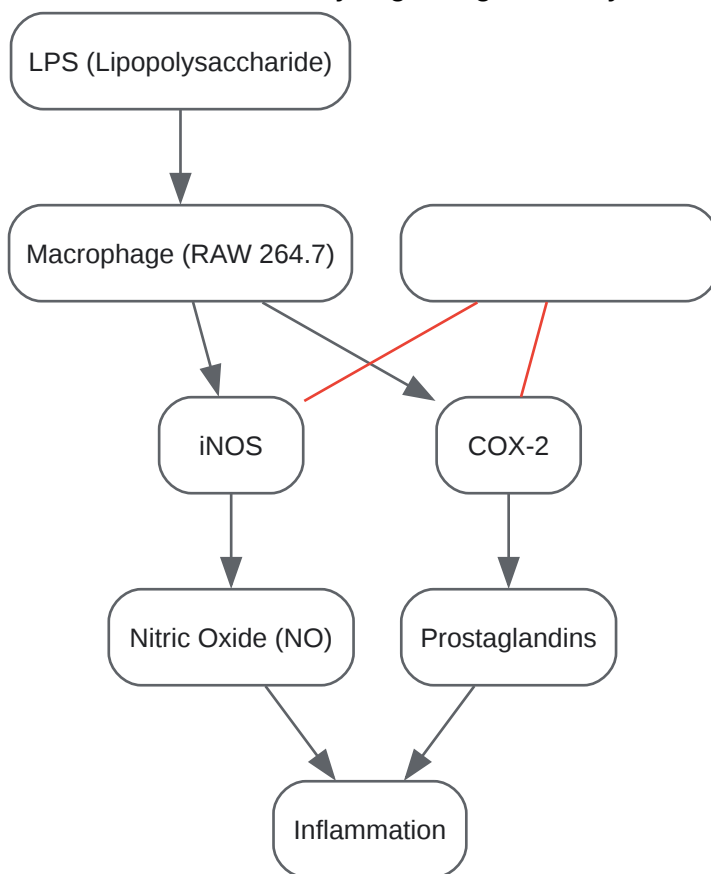 LPS (Lipopolysaccharide)
Macrophage (RAW 264.7)
iNOS
COX-2
Nitric Oxide (NO)
Prostaglandins
Inflammation